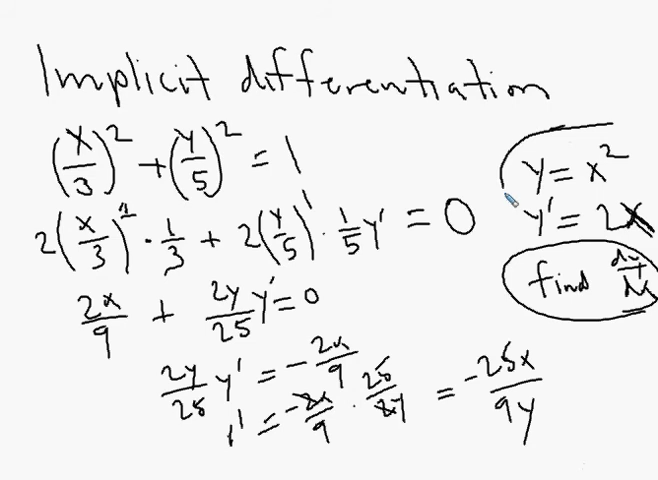 Implicit differentiation
(x/3)^2 + (y/5)^2 = 1
2(x/3)^1 · 1/3 + 2(y/5)^1 · 1/5 y' = 0
2x/9 + 2y/25 y' = 0
2y/25 y' = -2x/9
y' = -2x/9 · 25/2y = -25x/9y
y = x^2
y' = 2x
find dy/dx